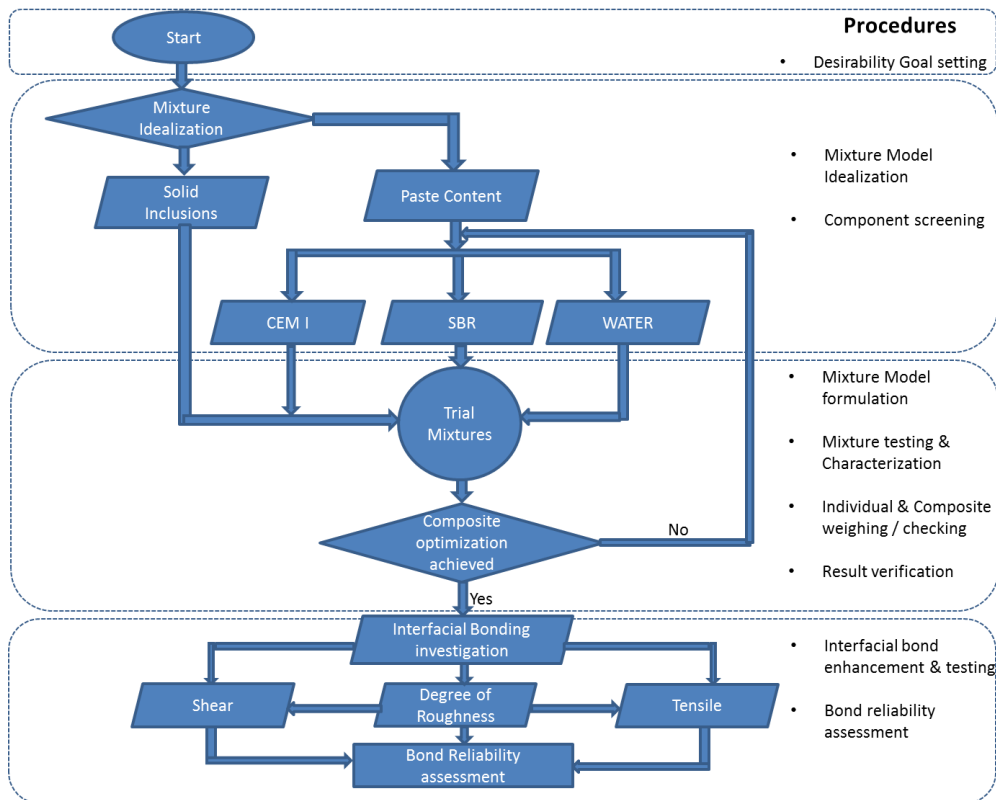 Procedures
Start
• Desirability Goal setting
Mixture
Idealization
• Mixture Model
Idealization
Solid
Inclusions
Paste Content
• Component screening
CEM I
SBR
WATER
• Mixture Model
formulation
Trial
Mixtures
• Mixture testing &
Characterization
• Individual & Composite
weighing / checking
Composite
optimization
achieved
No
• Result verification
Yes
Interfacial Bonding
investigation
• Interfacial bond
enhancement & testing
Shear
Degree of
Roughness
Tensile
• Bond reliability
assessment
Bond Reliability
assessment